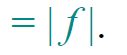 = |f|.